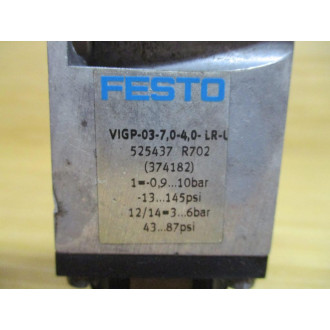 FESTO
VIGP-03-7,0-4,0- LR-L
525437 R702
(374182)
1=-0,9...10bar
-13...145psi
12/14=3...6bar
43...87psi